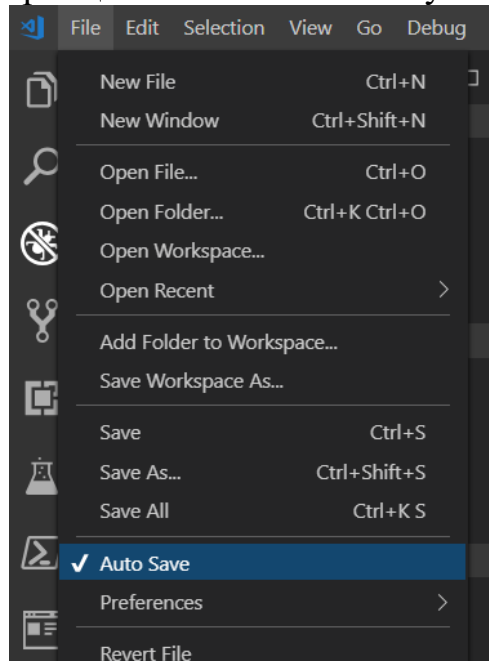 File Edit Selection View Go Debug
New File Ctrl+N
New Window Ctrl+Shift+N
Open File... Ctrl+O
Open Folder... Ctrl+K Ctrl+O
Open Workspace...
Open Recent
Add Folder to Workspace...
Save Workspace As...
Save Ctrl+S
Save As... Ctrl+Shift+S
Save All Ctrl+K S
Auto Save
Preferences
Revert File